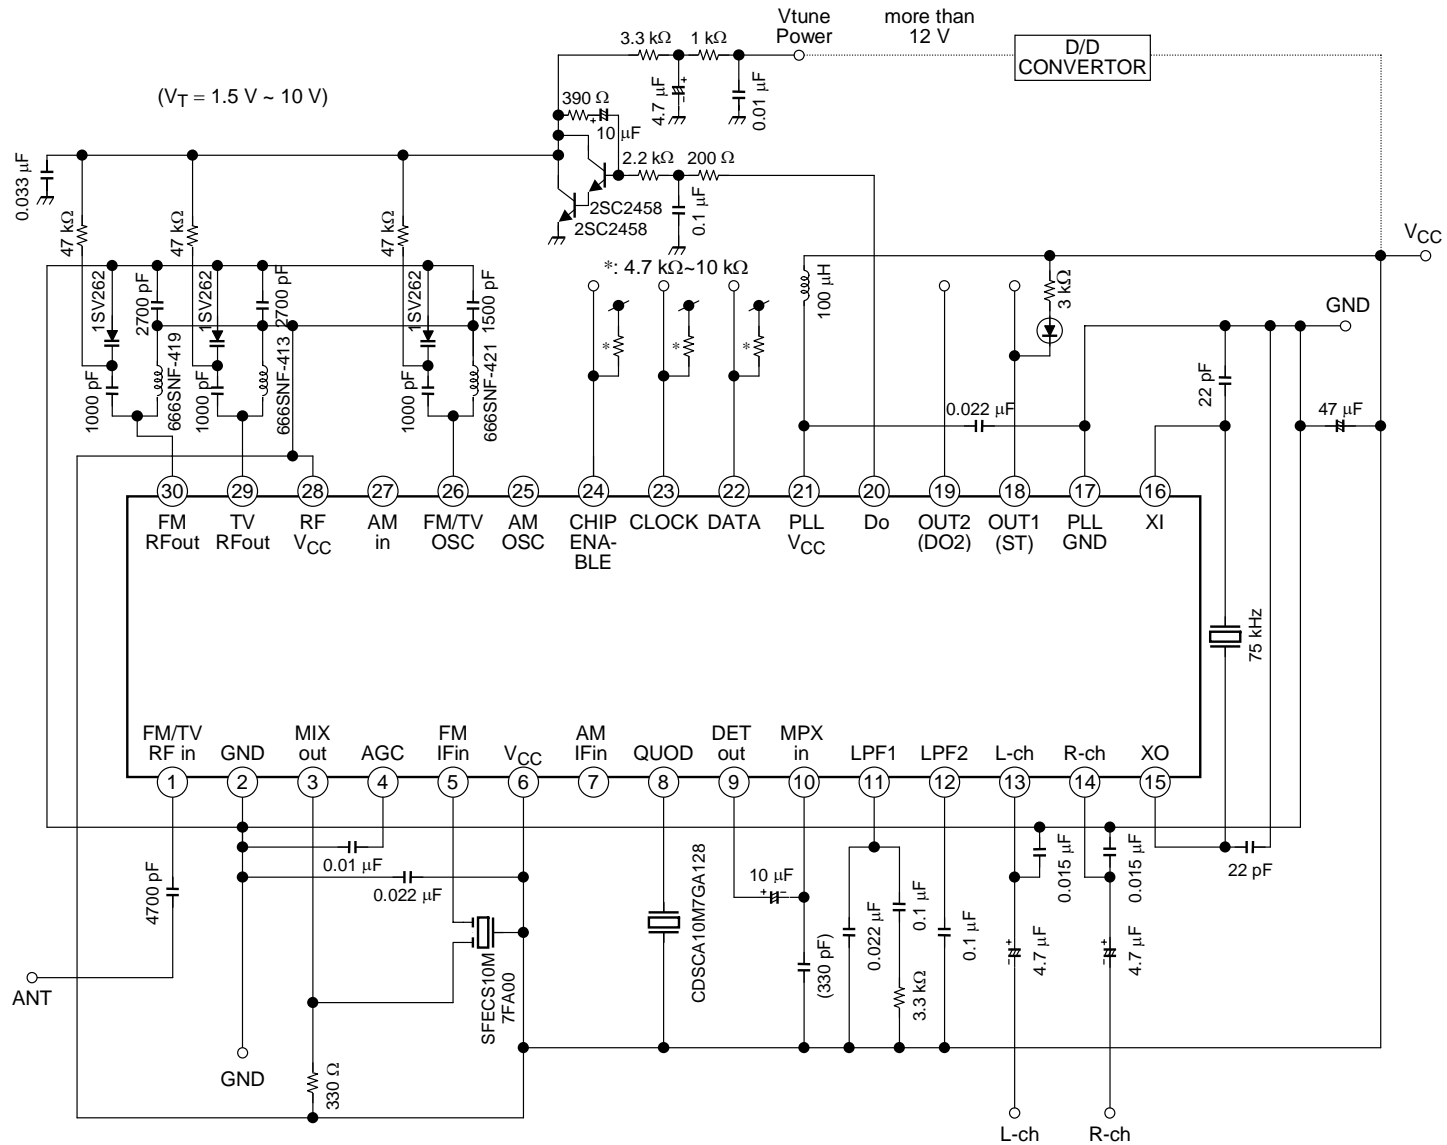 Vtune
Power
more than
12 V
D/D
CONVERTOR
3.3 kΩ
1 kΩ
4.7 μF
0.01 μF
(VT = 1.5 V ~ 10 V)
390 Ω
10 μF
0.033 μF
2.2 kΩ
200 Ω
0.1 μF
2SC2458
2SC2458
47 kΩ
47 kΩ
47 kΩ
*: 4.7 kΩ~10 kΩ
VCC
GND
1SV262
2700 pF
1SV262
2700 pF
1SV262
1500 pF
100 μH
3 kΩ
*
*
*
1000 pF
666SNF-419
1000 pF
666SNF-413
1000 pF
666SNF-421
0.022 μF
22 pF
47 μF
30
29
28
27
26
25
24
23
22
21
20
19
18
17
16
FM
RFout
TV
RFout
RF
VCC
AM
in
FM/TV
OSC
AM
OSC
CHIP
ENA-
BLE
CLOCK
DATA
PLL
VCC
Do
OUT2
(DO2)
OUT1
(ST)
PLL
GND
XI
75 kHz
FM/TV
RF in
GND
MIX
out
AGC
FM
IFin
VCC
AM
IFin
QUOD
DET
out
MPX
in
LPF1
LPF2
L-ch
R-ch
XO
1
2
3
4
5
6
7
8
9
10
11
12
13
14
15
4700 pF
0.01 μF
0.022 μF
SFECS10M
7FA00
CDSCA10M7GA128
10 μF
(330 pF)
0.022 μF
0.1 μF
3.3 kΩ
0.1 μF
0.015 μF
4.7 μF
0.015 μF
4.7 μF
22 pF
ANT
GND
330 Ω
L-ch
R-ch